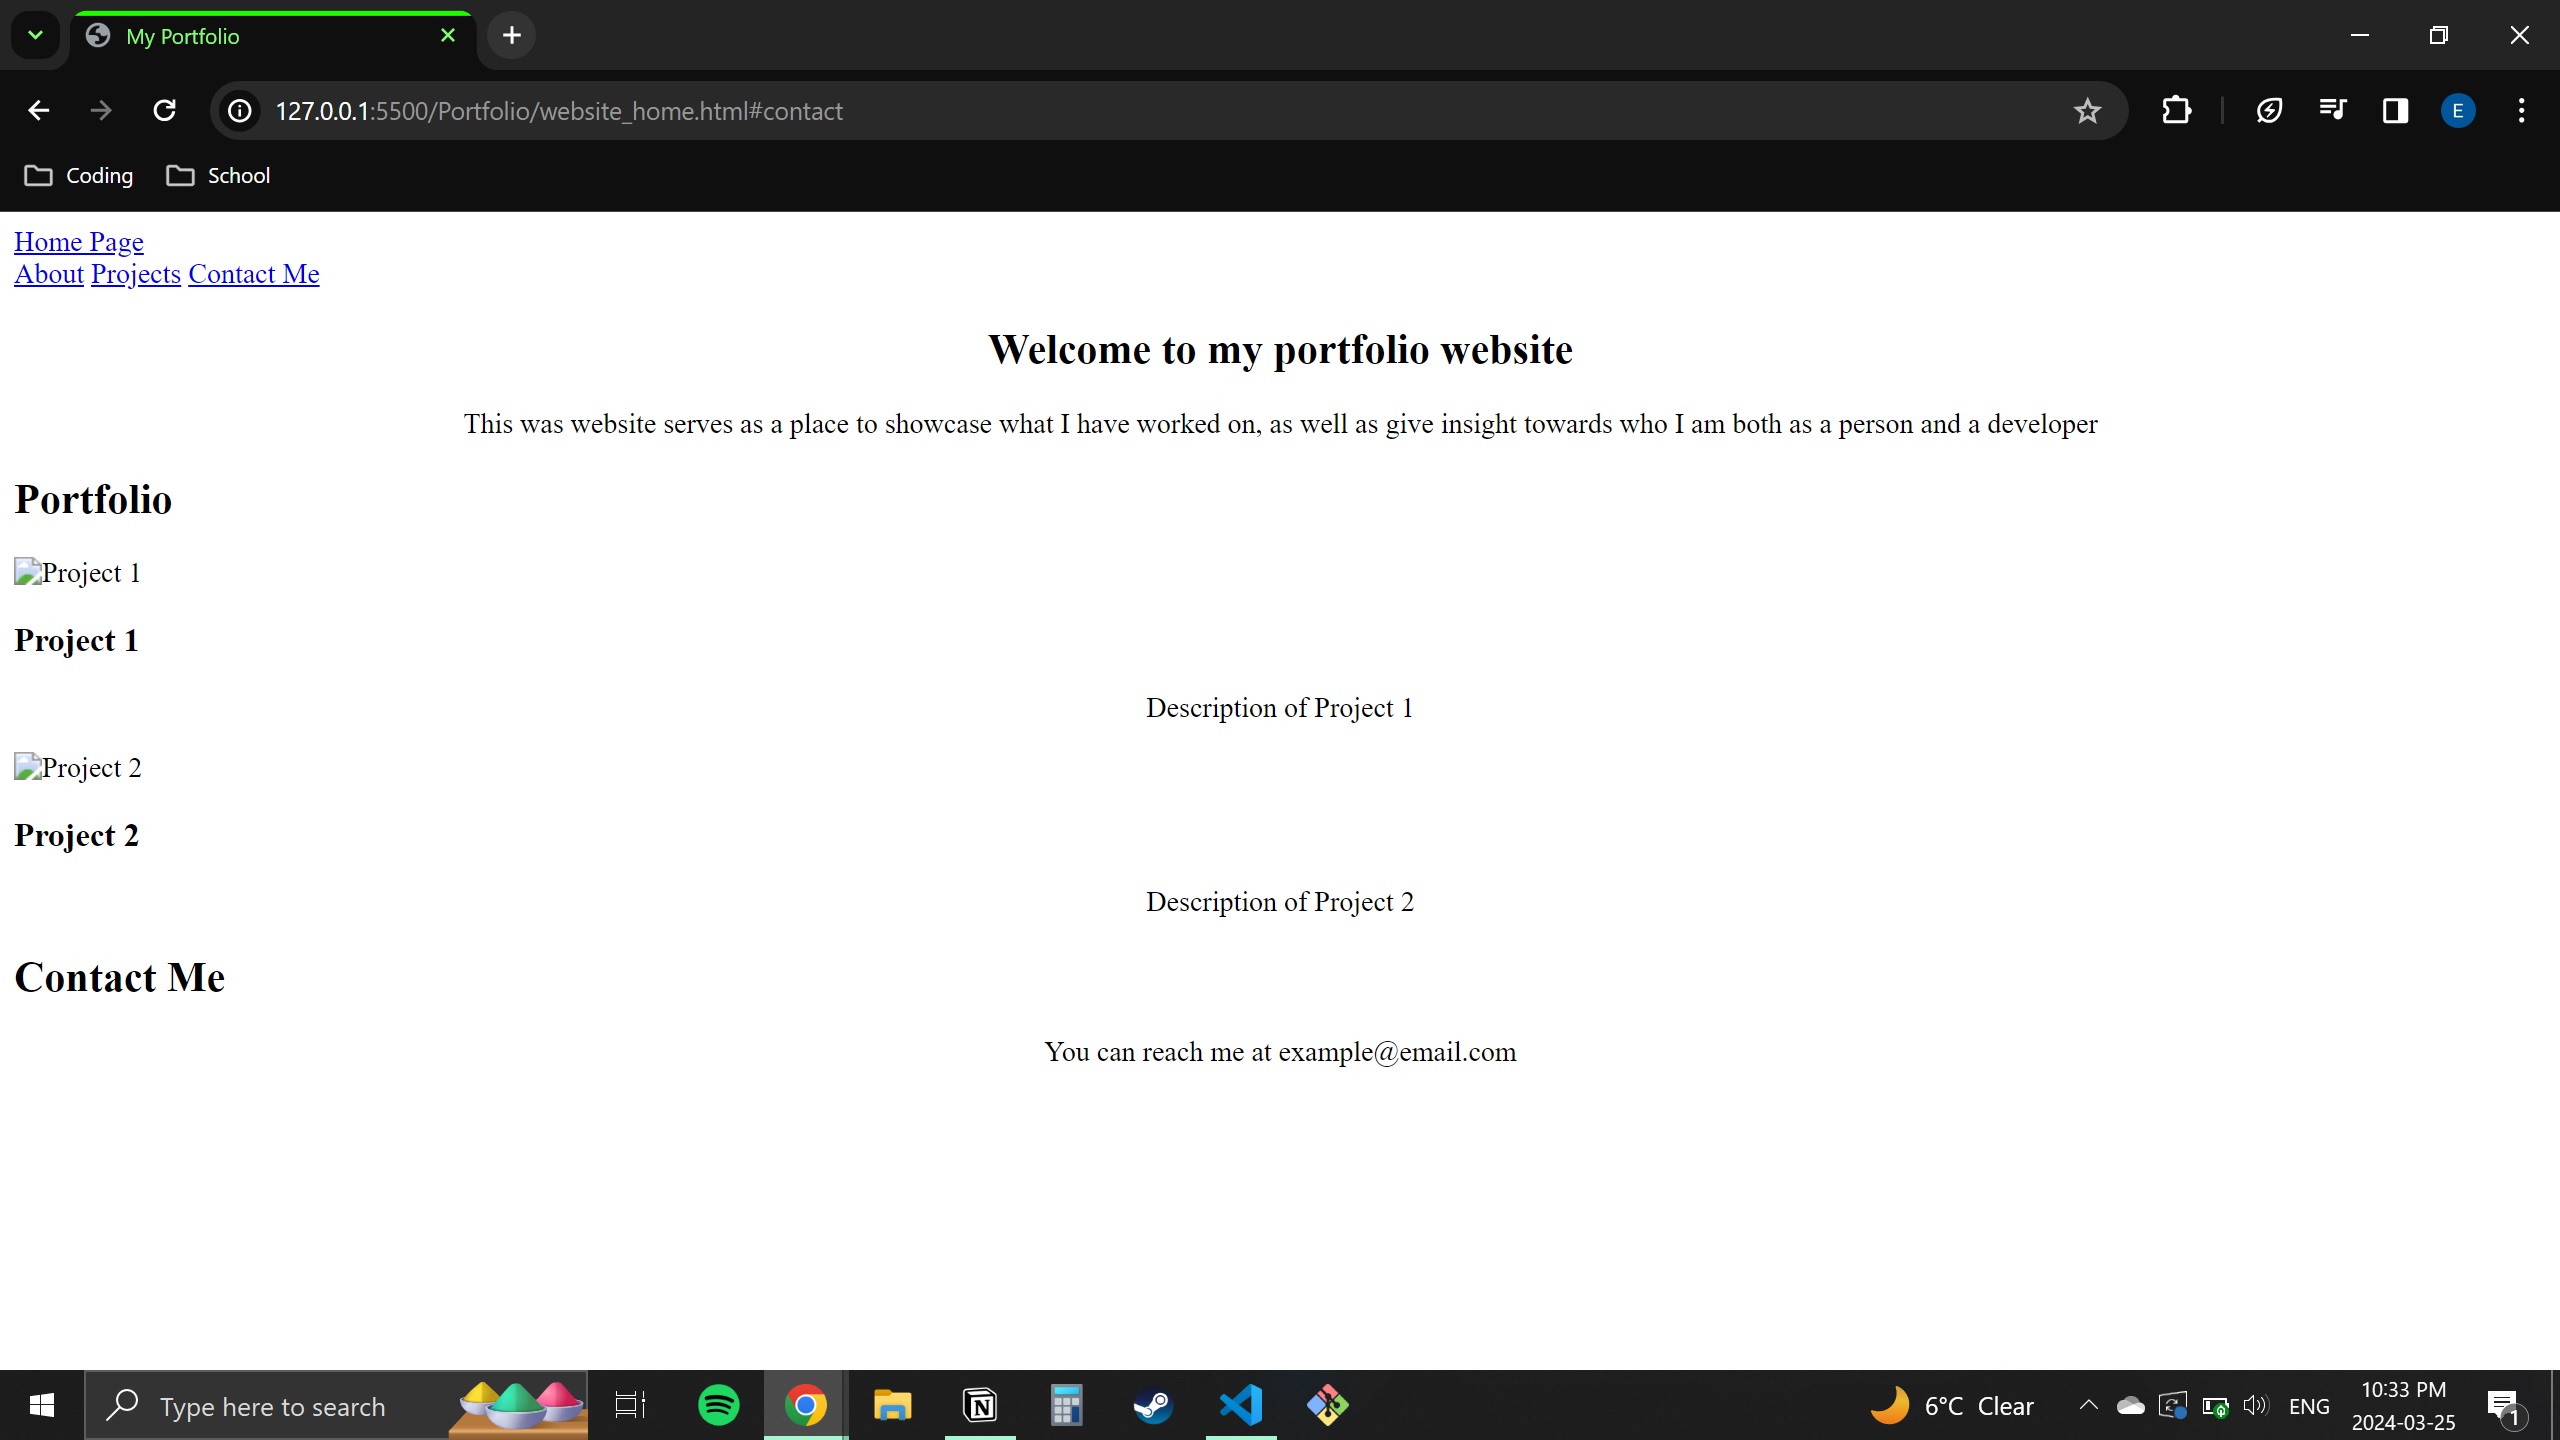 My Portfolio
127.0.0.1:5500/Portfolio/website_home.html#contact
E
Coding School
Home Page
About Projects Contact Me
Welcome to my portfolio website
This was website serves as a place to showcase what I have worked on, as well as give insight towards who I am both as a person and a developer
Portfolio
Project 1
Project 1
Description of Project 1
Project 2
Project 2
Description of Project 2
Contact Me
You can reach me at example@email.com
Type here to search
N
6°C Clear
ENG
10:33 PM
2024-03-25
1